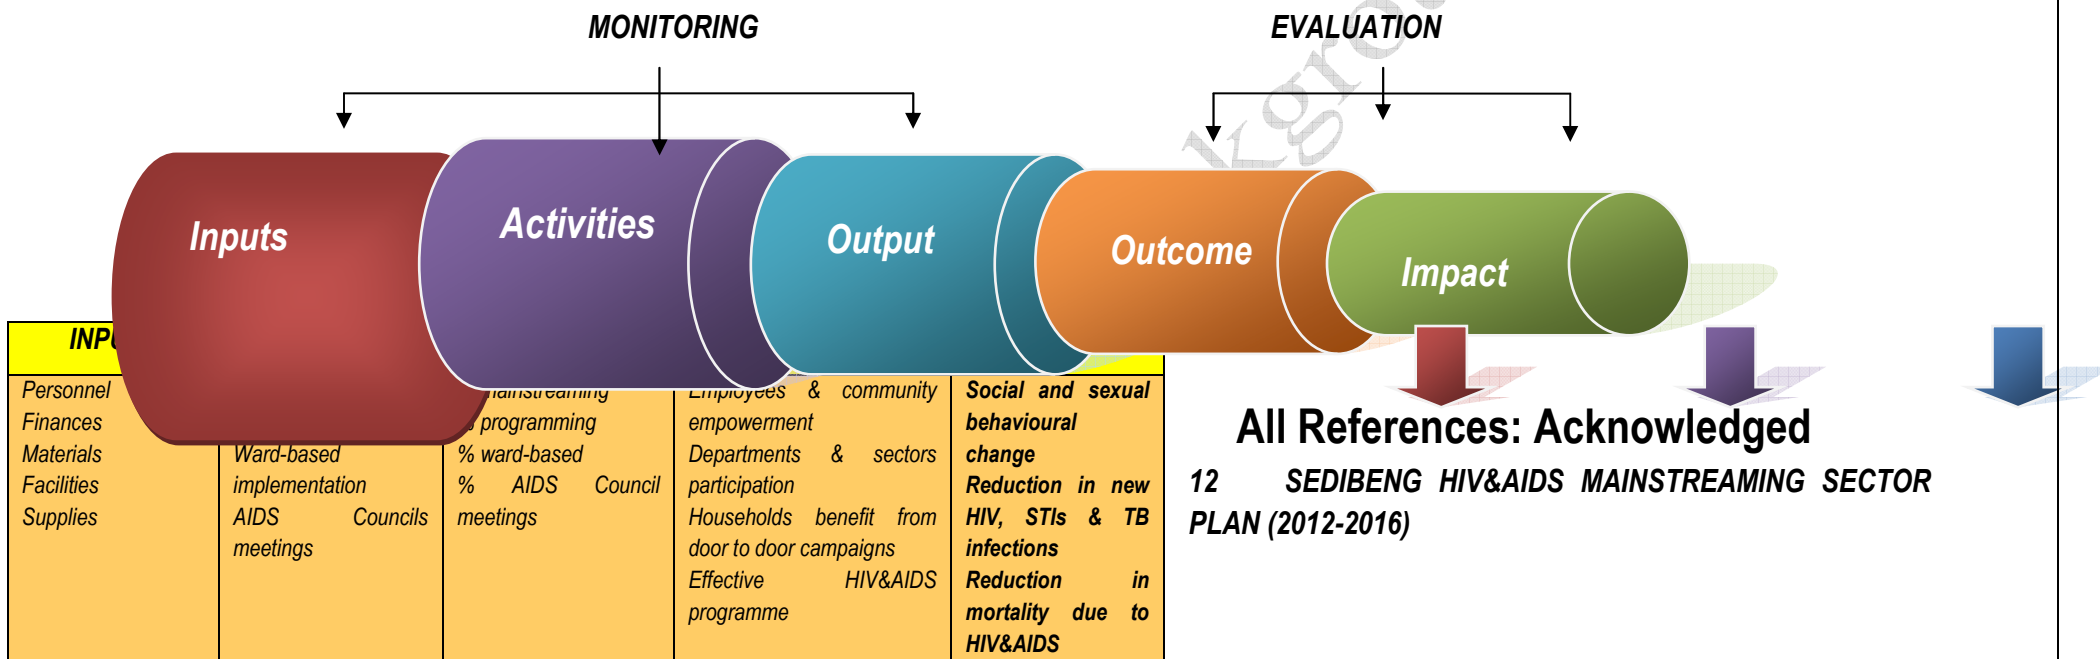 MONITORING
EVALUATION
Inputs
Activities
Output
Outcome
Impact
Personnel
Finances
Materials
Facilities
Supplies
Ward-based
implementation
AIDS Councils
meetings
mainstreaming
programming
% ward-based
% AIDS Council
meetings
Employees & community
empowerment
Departments & sectors
participation
Households benefit from
door to door campaigns
Effective HIV&AIDS
programme
Social and sexual
behavioural
change
Reduction in new
HIV, STIs & TB
infections
Reduction in
mortality due to
HIV&AIDS
All References: Acknowledged
12 SEDIBENG HIV&AIDS MAINSTREAMING SECTOR
PLAN (2012-2016)